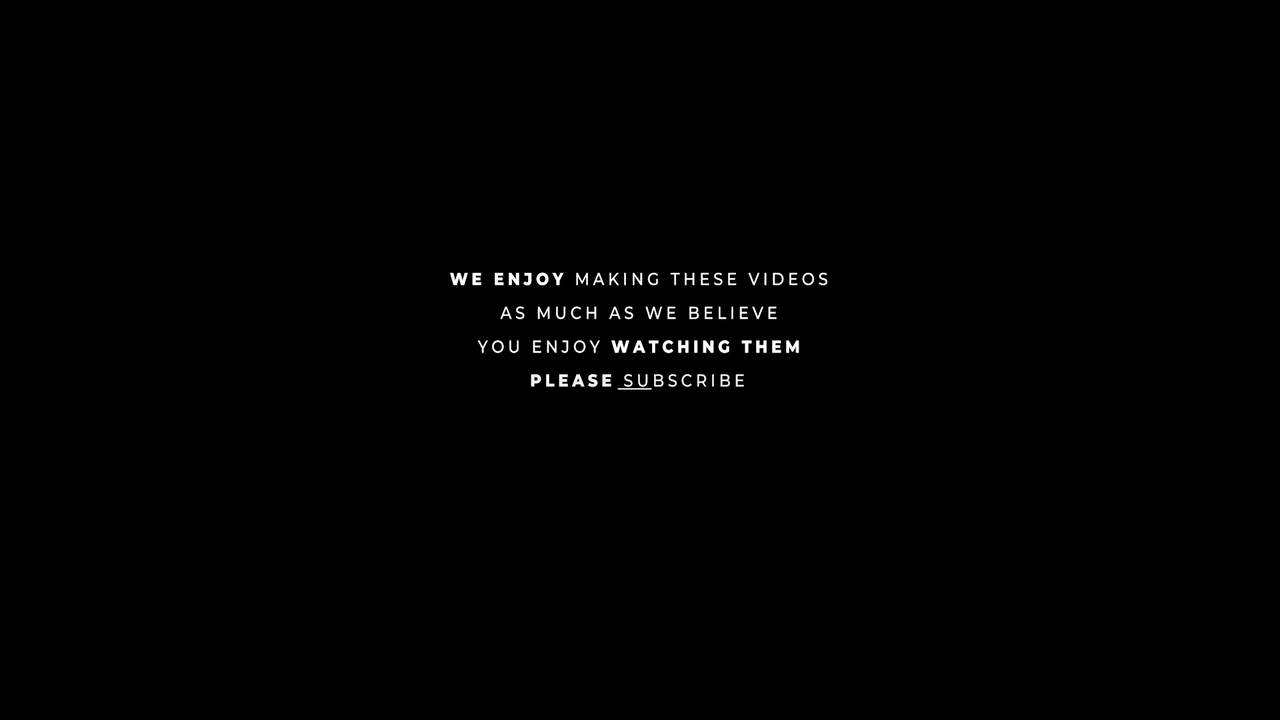 WE ENJOY MAKING THESE VIDEOS
AS MUCH AS WE BELIEVE
YOU ENJOY WATCHING THEM
PLEASE SUBSCRIBE